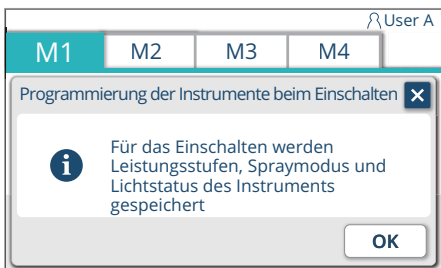 User A
M1 M2 M3 M4
Programmierung der Instrumente beim Einschalten
Für das Einschalten werden
Leistungsstufen, Spraymodus und
Lichtstatus des Instruments
gespeichert
OK